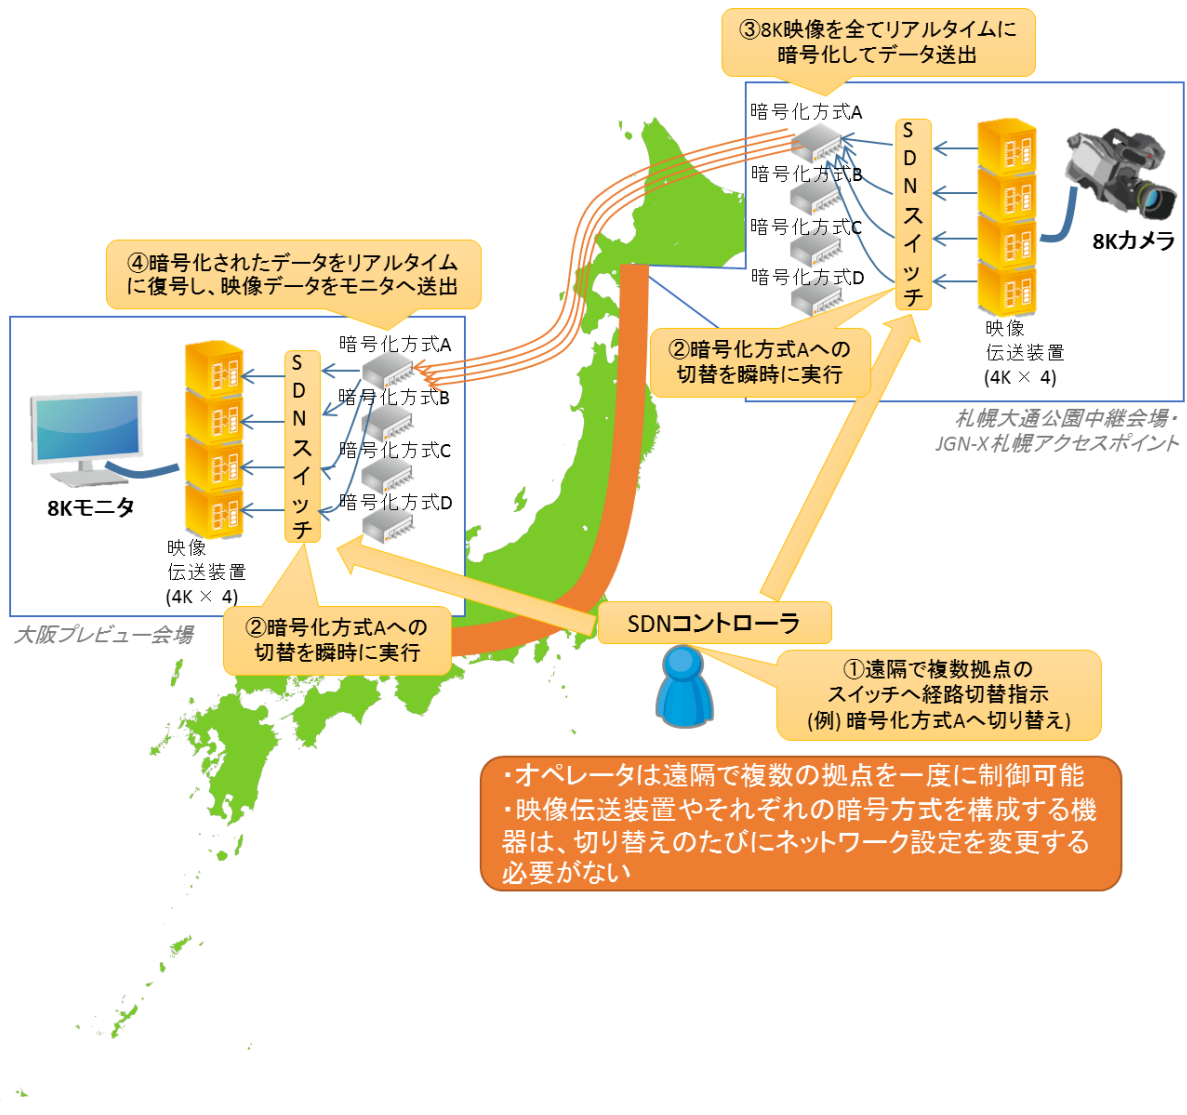 ③8K映像を全てリアルタイムに
暗号化してデータ送出
暗号化方式A
暗号化方式B
暗号化方式C
暗号化方式D
SDNスイッチ
8Kカメラ
映像
伝送装置
(4K × 4)
②暗号化方式Aへの
切替を瞬時に実行
札幌大通公園中継会場・
JGN-X札幌アクセスポイント
④暗号化されたデータをリアルタイム
に復号し、映像データをモニタへ送出
暗号化方式A
暗号化方式B
暗号化方式C
暗号化方式D
SDNスイッチ
8Kモニタ
映像
伝送装置
(4K × 4)
大阪プレビュー会場
②暗号化方式Aへの
切替を瞬時に実行
SDNコントローラ
①遠隔で複数拠点の
スイッチへ経路切替指示
(例) 暗号化方式Aへ切り替え)
・オペレータは遠隔で複数の拠点を一度に制御可能
・映像伝送装置やそれぞれの暗号方式を構成する機
器は、切り替えのたびにネットワーク設定を変更する
必要がない